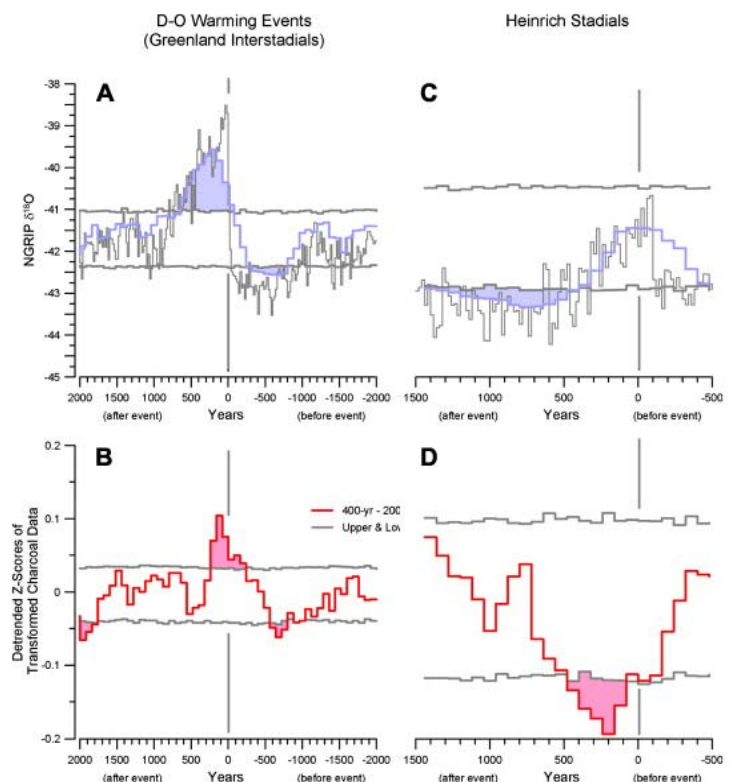 D-O Warming Events
(Greenland Interstadials)
Heinrich Stadials
A
C
NGRIP δ¹⁸O
-38
-39
-40
-41
-42
-43
-44
-45
2000 1000 1000 500 0 -500 -1000 -1500 -2000
(after event) Years (before event)
1500 1000 500 0 -500
(after event) Years (before event)
B
D
Detrended Z-Scores of
Transformed Charcoal Data
0.2
0.1
0
-0.1
-0.2
400-yr - 200
Upper & Lov
2000 1500 1000 500 0 -500 -1000 -1500 -2000
(after event) Years (before event)
1500 1000 500 0 -500
(after event) Years (before event)